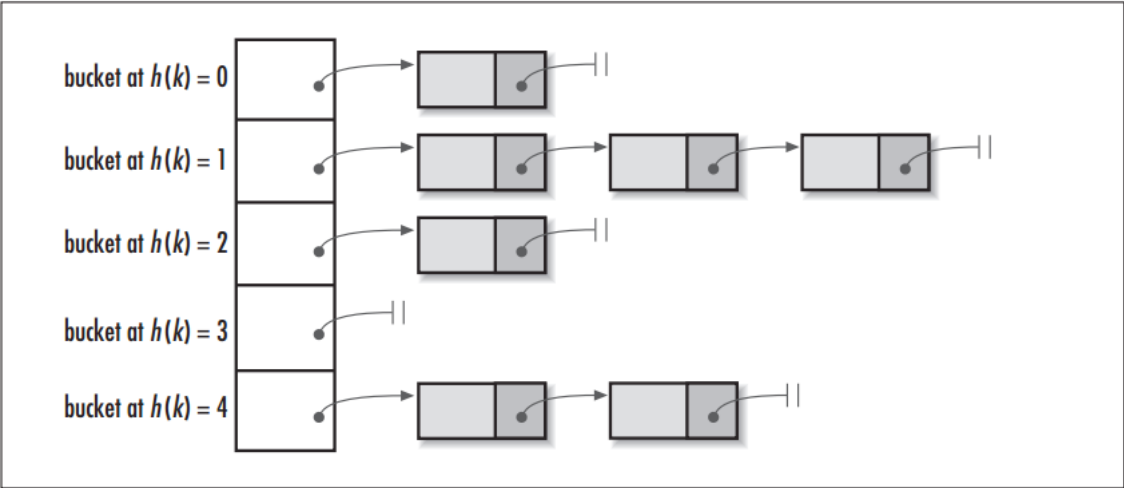 bucket at h(k) = 0
bucket at h(k) = 1
bucket at h(k) = 2
bucket at h(k) = 3
bucket at h(k) = 4